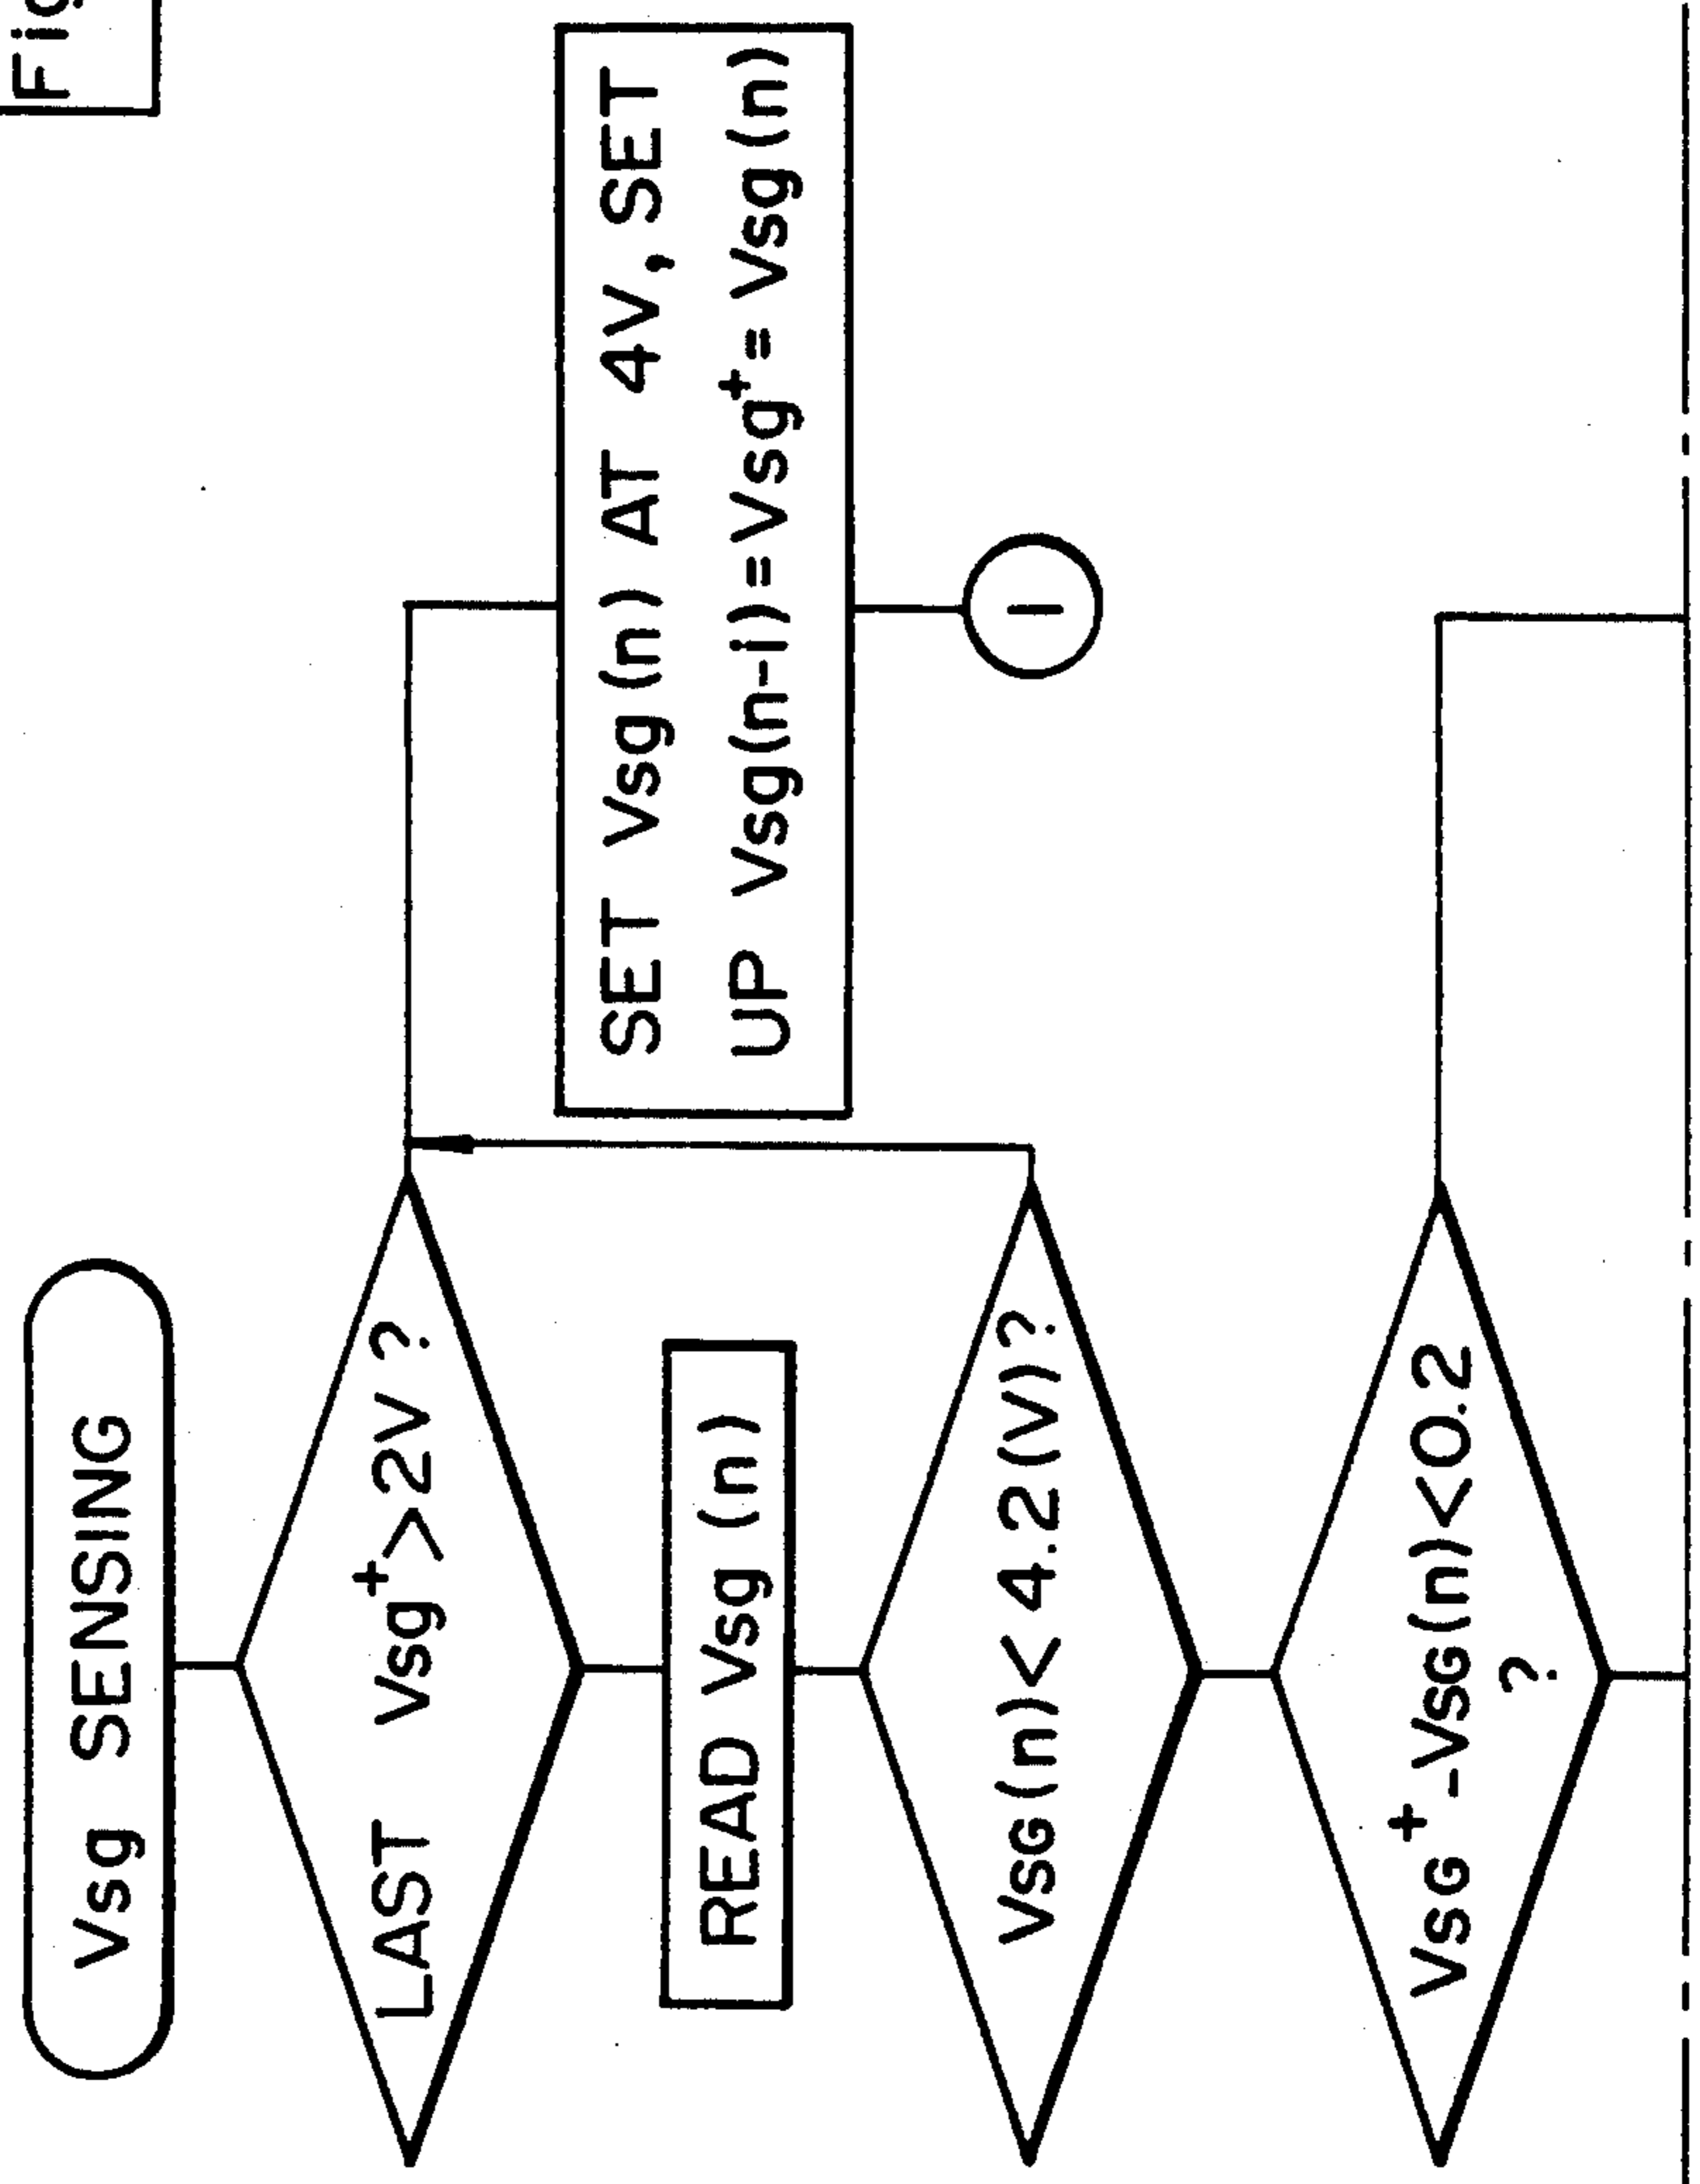 Fig
Vsg SENSING
LAST Vsg⁺>2V ?
SET Vsg(n) AT 4V, SET
UP Vsg(n-i)=Vsg⁺=Vsg(n)
READ Vsg (n)
1
VSG(n)<4.2(V)?
VSG⁺-VSG(n)<0.2
?